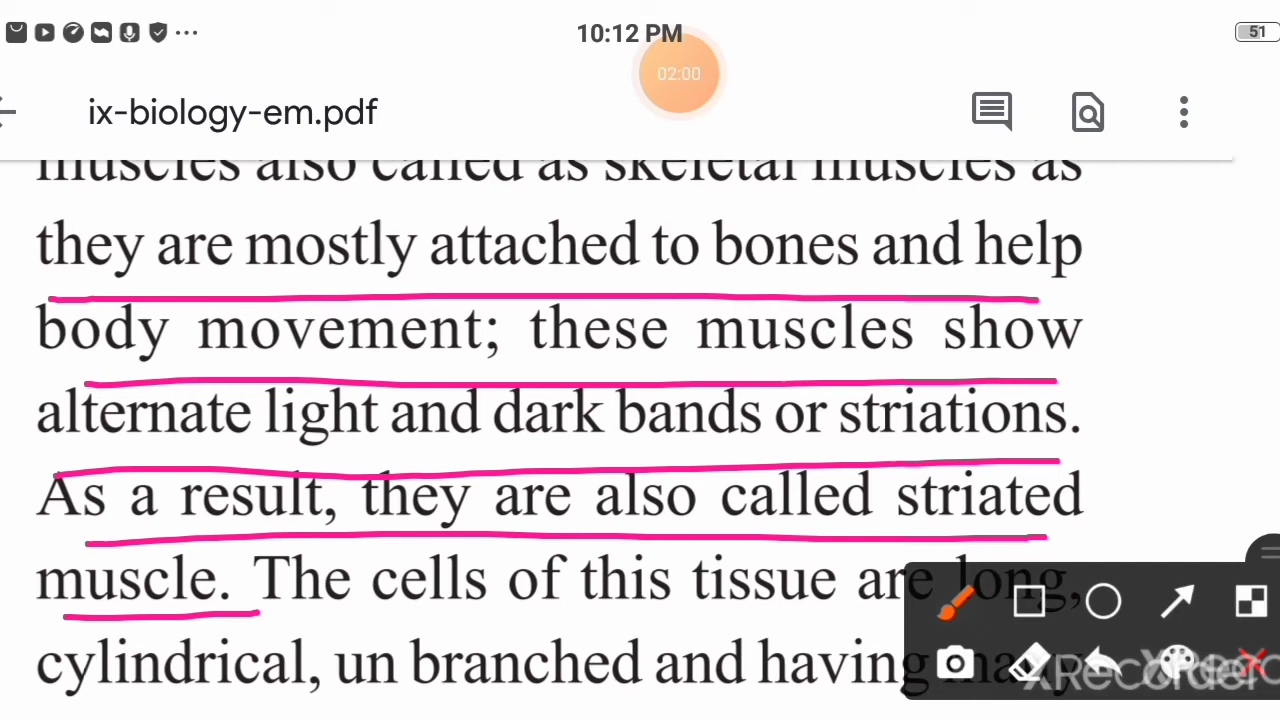 10:12 PM
51
02:00
ix-biology-em.pdf
muscles also called as skeletal muscles as
they are mostly attached to bones and help
body movement; these muscles show
alternate light and dark bands or striations.
As a result, they are also called striated
muscle. The cells of this tissue are long,
cylindrical, un branched and having many
XRecorder